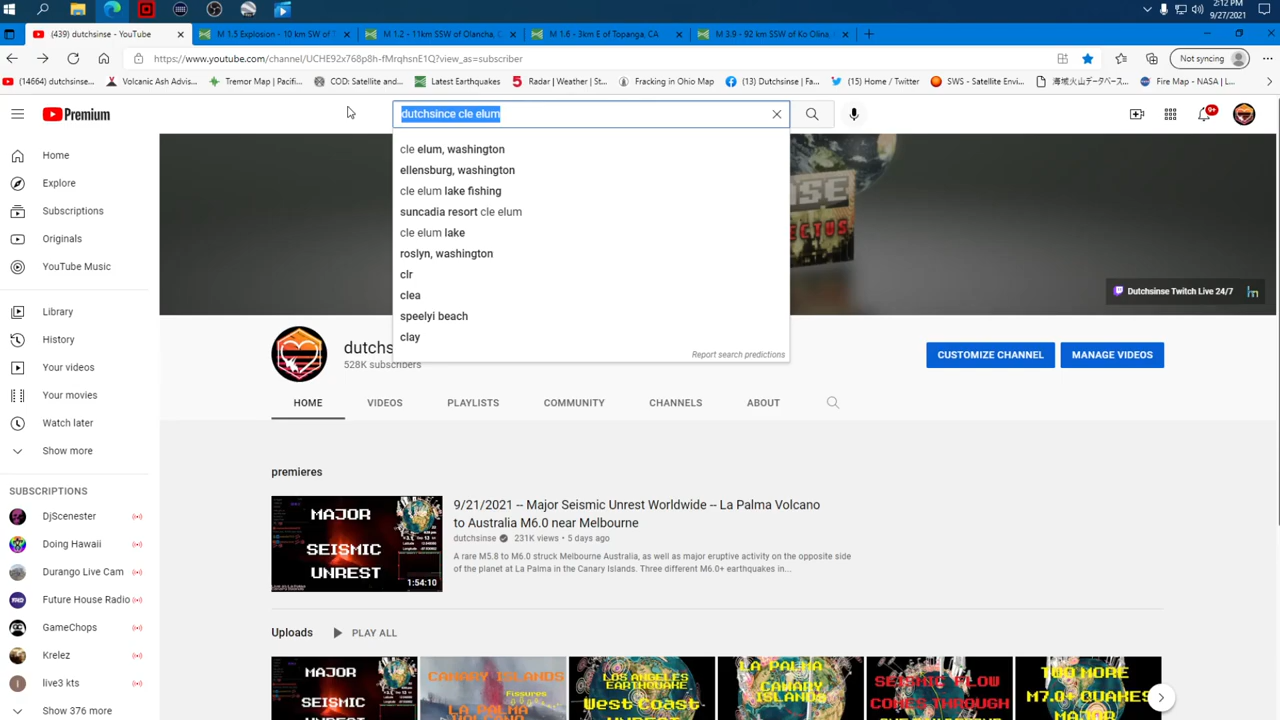 2:12 PM
9/27/2021
(439) dutchsinse - YouTube
M 1.5 Explosion - 10 km SW of T
M 1.2 - 11km SSW of Olancha, C
M 1.6 - 3km E of Topanga, CA
M 3.9 - 92 km SSW of Ko Olina,
https://www.youtube.com/channel/UCHE92x768p8h-fMrqhsnE1Q?view_as=subscriber
Not syncing
(14664) dutchsinse...
Volcanic Ash Advis...
Tremor Map | Pacifi...
COD: Satellite and...
Latest Earthquakes
Radar | Weather | St...
Fracking in Ohio Map
(13) Dutchsinse | Fa...
(15) Home / Twitter
SWS - Satellite Envi...
海域火山データベース...
Fire Map - NASA | L...
Premium
dutchsince cle elum
9+
cle elum, washington
ellensburg, washington
cle elum lake fishing
suncadia resort cle elum
cle elum lake
roslyn, washington
clr
clea
speelyi beach
clay
Report search predictions
Home
Explore
Subscriptions
Originals
YouTube Music
Library
History
Your videos
Your movies
Watch later
Show more
SUBSCRIPTIONS
DjScenester
Doing Hawaii
Durango Live Cam
Future House Radio
GameChops
Krelez
live3 kts
Show 376 more
Dutchsinse Twitch Live 24/7
dutchs
528K subscribers
CUSTOMIZE CHANNEL
MANAGE VIDEOS
HOME
VIDEOS
PLAYLISTS
COMMUNITY
CHANNELS
ABOUT
premieres
MAJOR
SEISMIC
UNREST
1:54:10
9/21/2021 -- Major Seismic Unrest Worldwide -- La Palma Volcano
to Australia M6.0 near Melbourne
dutchsinse
231K views • 5 days ago
A rare M5.8 to M6.0 struck Melbourne Australia, as well as major eruptive activity on the opposite
side of the planet at La Palma in the Canary Islands. Three different M6.0+ earthquakes in...
Uploads
PLAY ALL
MAJOR
SEISMIC
CANARY ISLANDS
Fissures
LA PALMA
LOS ANGELES
EARTHQUAKE
West Coast
LA PALMA
CANARY
ISLANDS
SEISMIC FLOW
COMES THROUGH
TWO MORE
M7.0+ QUAKES
MAJOR